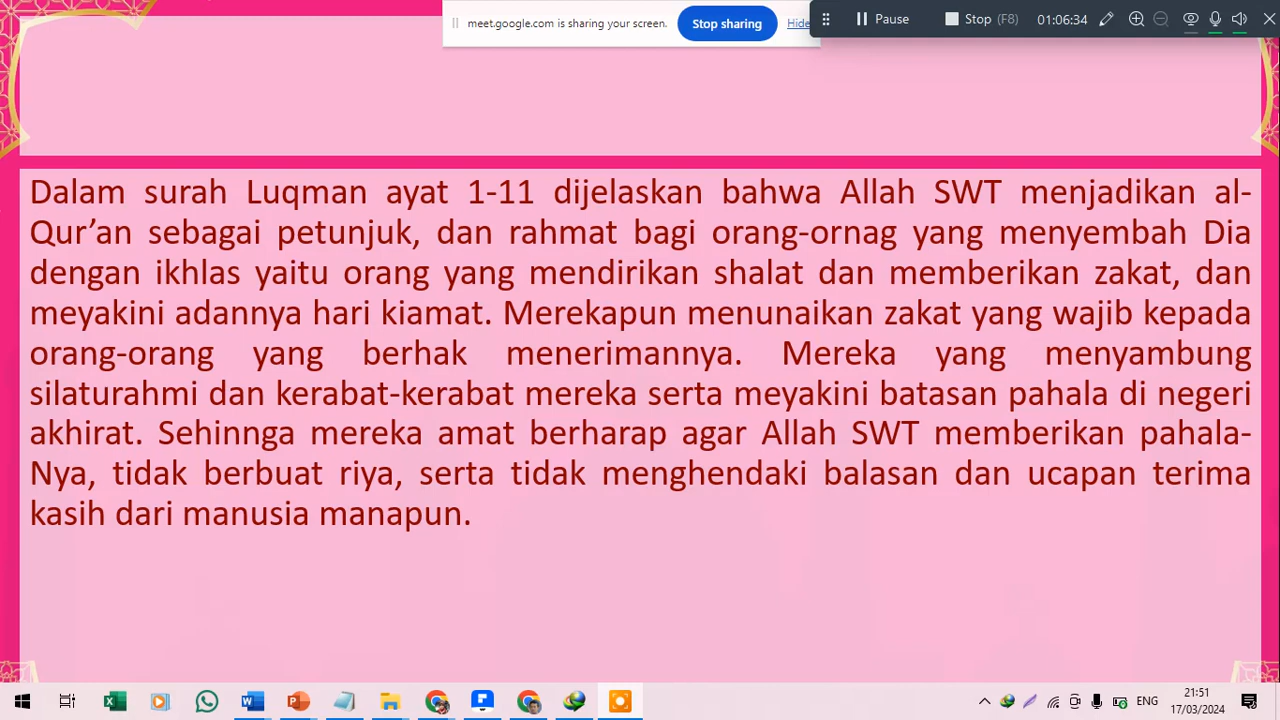 meet.google.com is sharing your screen. Stop sharing Hide
Pause Stop (F8) 01:06:34
Dalam surah Luqman ayat 1-11 dijelaskan bahwa Allah SWT menjadikan al-
Qur’an sebagai petunjuk, dan rahmat bagi orang-ornag yang menyembah Dia
dengan ikhlas yaitu orang yang mendirikan shalat dan memberikan zakat, dan
meyakini adannya hari kiamat. Merekapun menunaikan zakat yang wajib kepada
orang-orang yang berhak menerimannya. Mereka yang menyambung
silaturahmi dan kerabat-kerabat mereka serta meyakini batasan pahala di negeri
akhirat. Sehinnga mereka amat berharap agar Allah SWT memberikan pahala-
Nya, tidak berbuat riya, serta tidak menghendaki balasan dan ucapan terima
kasih dari manusia manapun.
ENG
21:51
17/03/2024